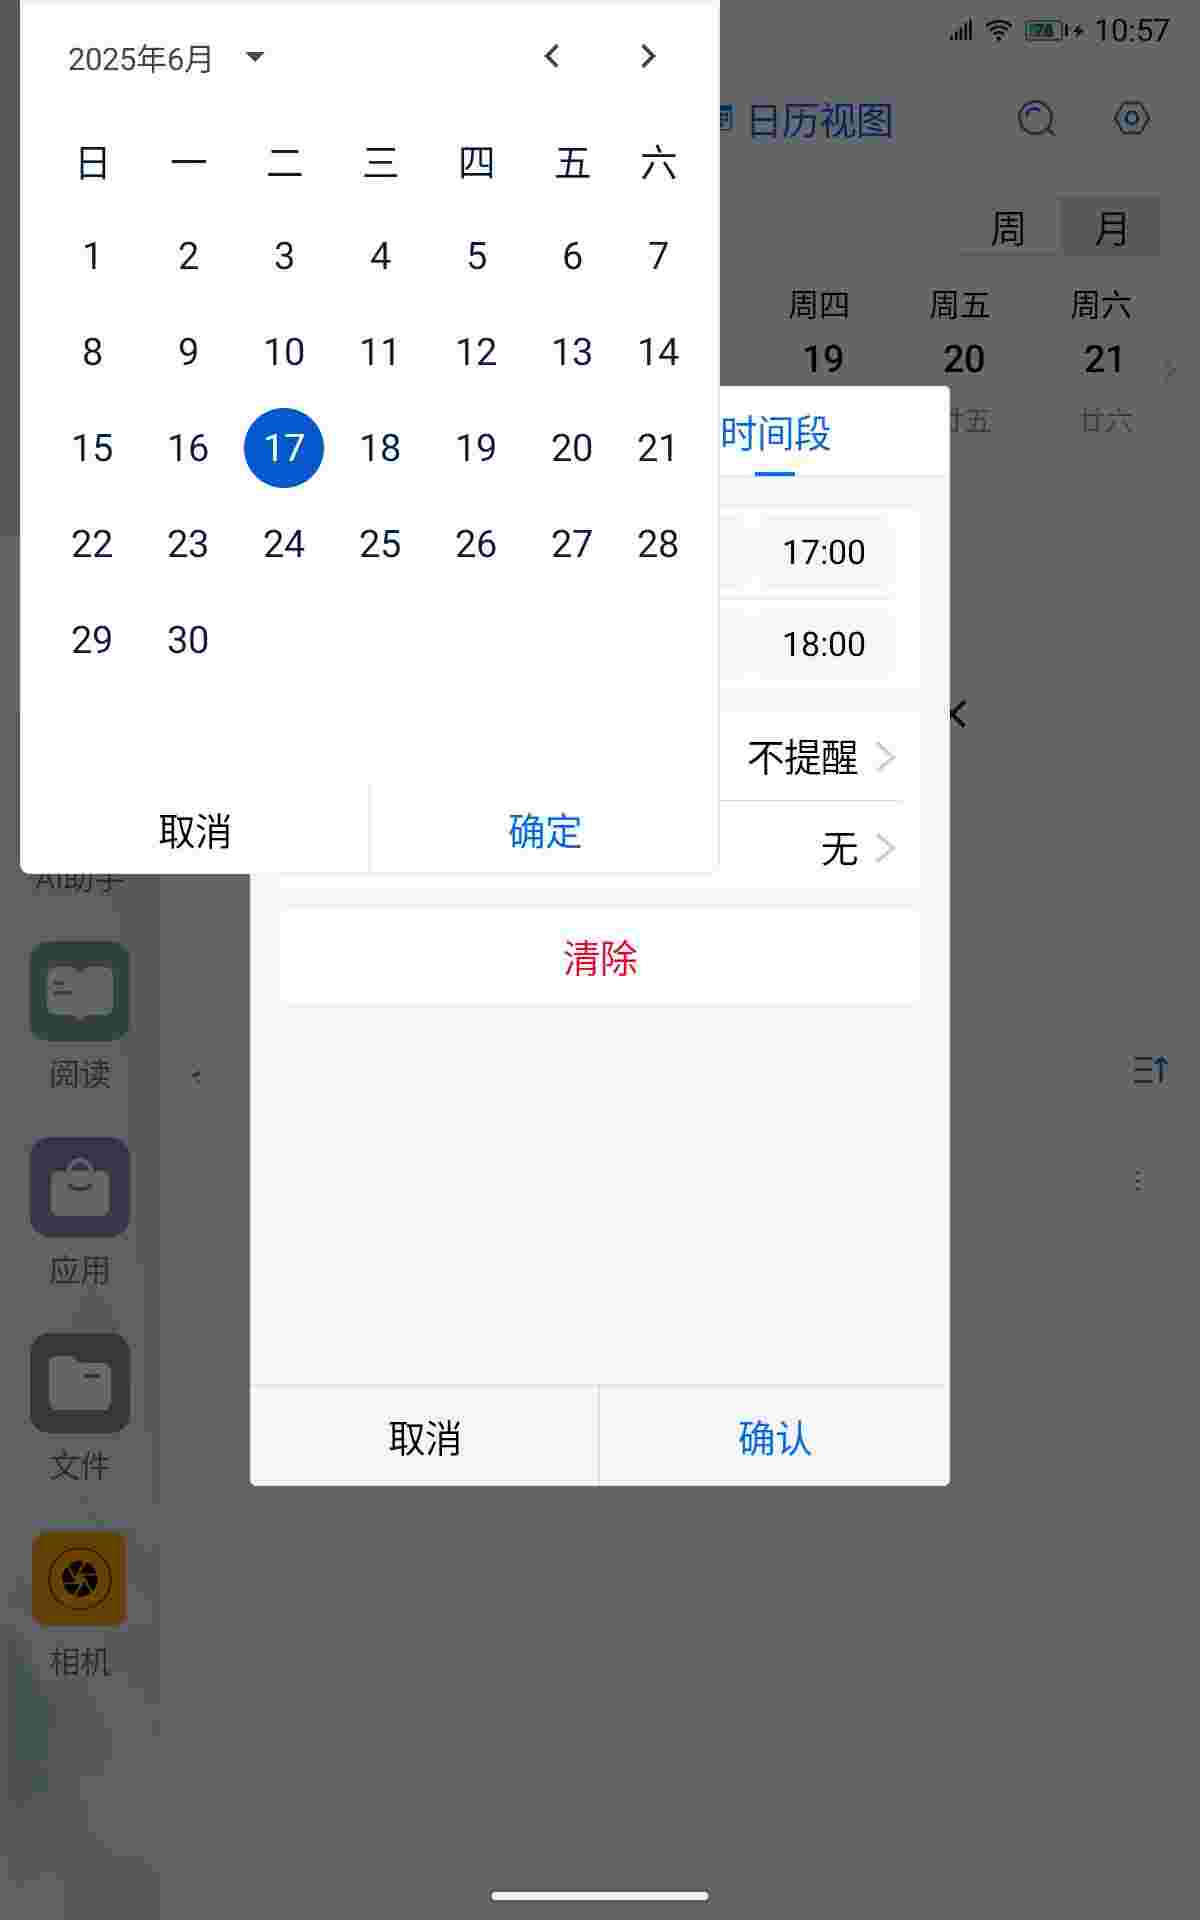 10:57
2025年6月
日历视图
日 一 二 三 四 五 六
1 2 3 4 5 6 7
8 9 10 11 12 13 14
15 16 17 18 19 20 21
22 23 24 25 26 27 28
29 30
取消 确定
周 月
周四 周五 周六
19 20 21
廿五 廿六
时间段
17:00
18:00
不提醒
无
清除
取消 确认
AI助手
阅读
应用
文件
相机